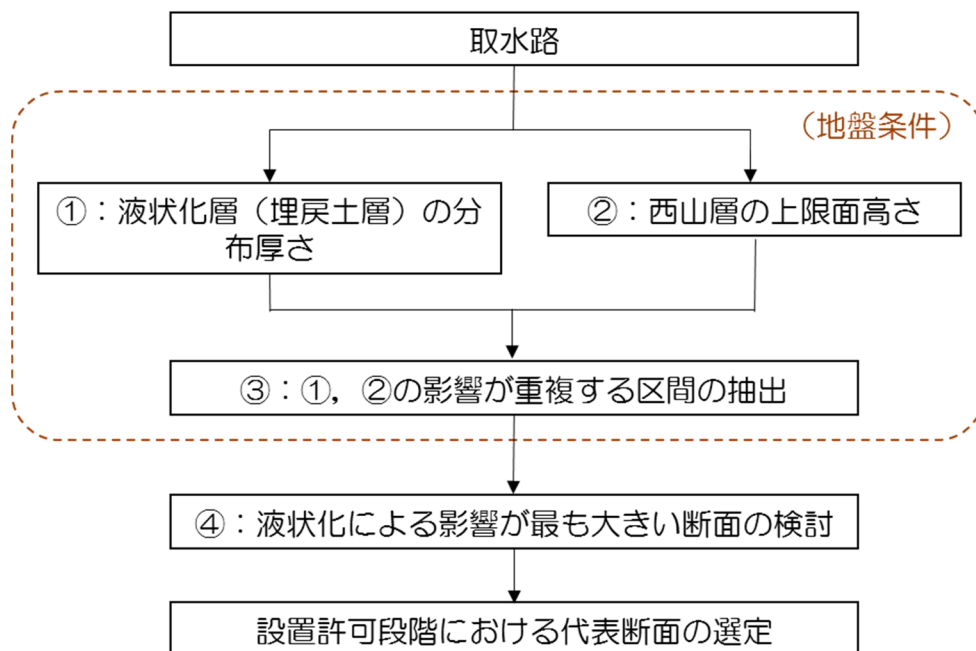 取水路
（地盤条件）
①：液状化層（埋戻土層）の分
布厚さ
②：西山層の上限面高さ
③：①，②の影響が重複する区間の抽出
④：液状化による影響が最も大きい断面の検討
設置許可段階における代表断面の選定